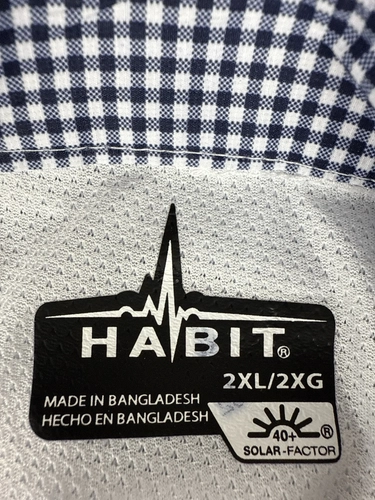 HABIT®
2XL/2XG
MADE IN BANGLADESH
HECHO EN BANGLADESH
40+ ®
SOLAR-FACTOR